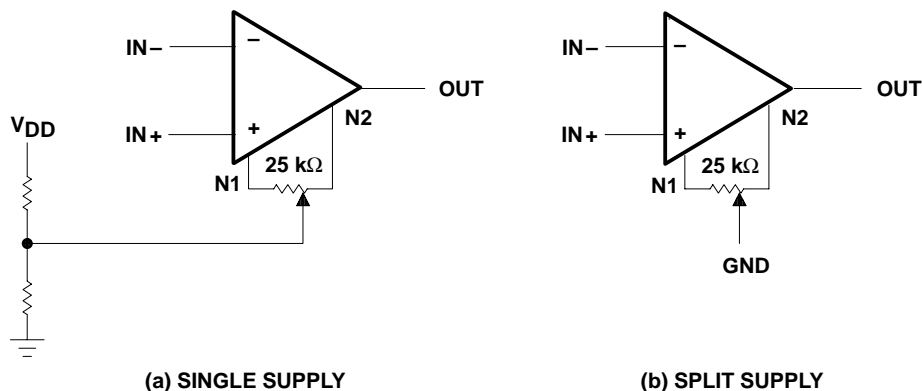 IN−
−
OUT
IN+
+
N2
VDD
N1
25 kΩ
(a) SINGLE SUPPLY
IN−
−
OUT
IN+
+
N2
N1
25 kΩ
GND
(b) SPLIT SUPPLY